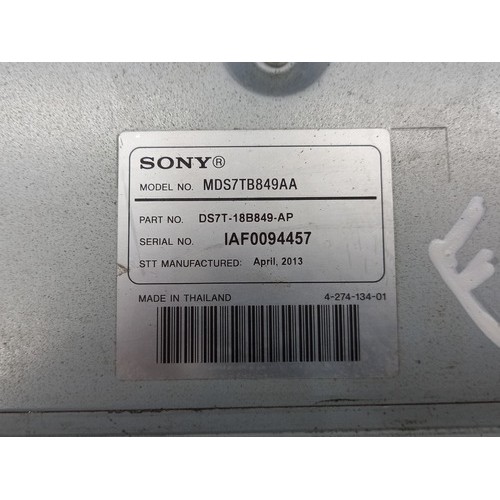 SONY®
MODEL NO. MDS7TB849AA
PART NO. DS7T-18B849-AP
SERIAL NO. IAF0094457
STT MANUFACTURED: April, 2013
MADE IN THAILAND 4-274-134-01